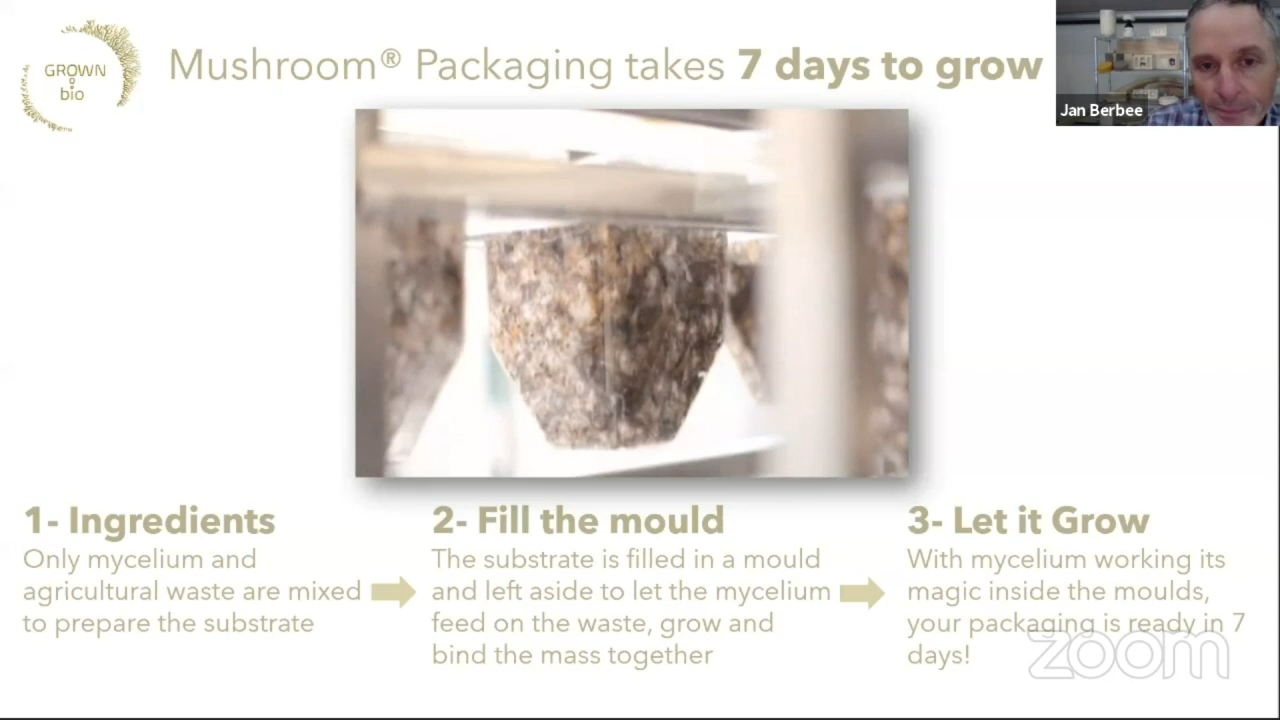 GROWN
bio
Mushroom® Packaging takes 7 days to grow
Jan Berbee
1- Ingredients
Only mycelium and
agricultural waste are mixed
to prepare the substrate
2- Fill the mould
The substrate is filled in a mould
and left aside to let the mycelium
feed on the waste, grow and
bind the mass together
3- Let it Grow
With mycelium working its
magic inside the moulds,
your packaging is ready in 7
days!
zoom